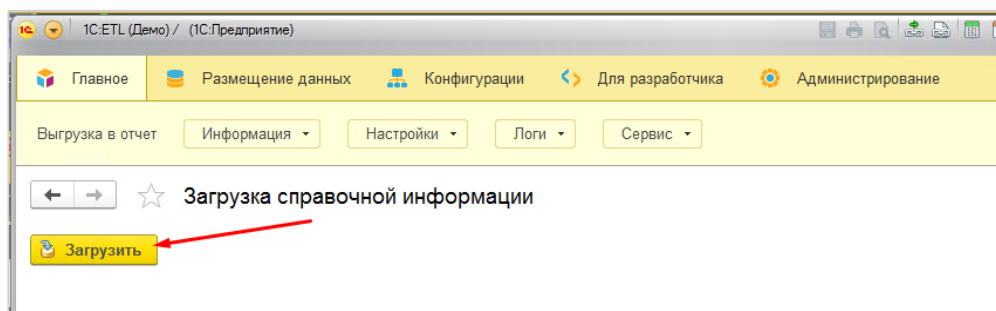 1С:ETL (Демо) / (1С:Предприятие)
Главное Размещение данных Конфигурации Для разработчика Администрирование
Выгрузка в отчет Информация Настройки Логи Сервис
Загрузка справочной информации
Загрузить